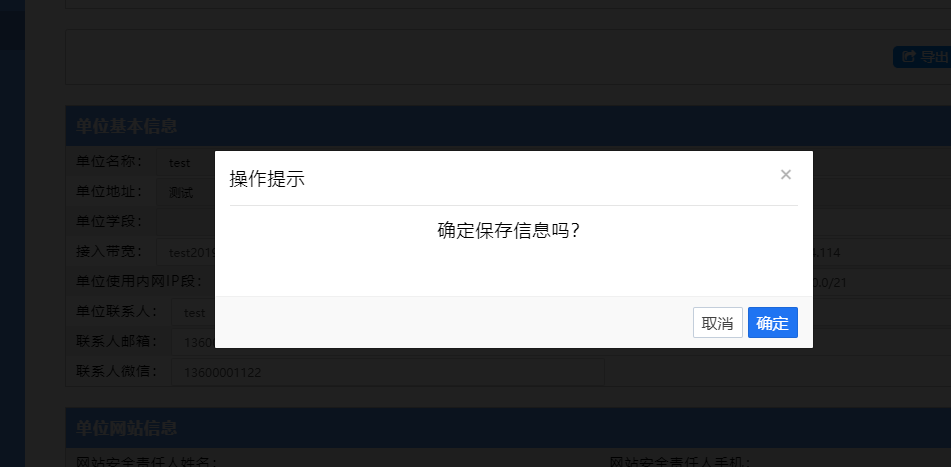 导出
单位基本信息
单位名称： test
单位地址： 测试
单位学段：
操作提示
×
确定保存信息吗?
接入带宽： test2019
.114
单位使用内网IP段：
0.0/21
单位联系人： test
取消 确定
联系人邮箱： 1360
联系人微信： 13600001122
单位网站信息
网站安全责任人姓名： 网站安全责任人手机：